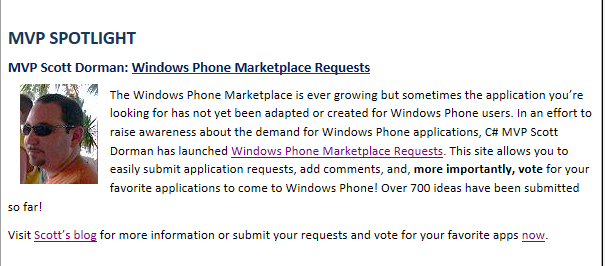 MVP SPOTLIGHT
MVP Scott Dorman: Windows Phone Marketplace Requests
The Windows Phone Marketplace is ever growing but sometimes the application you're
looking for has not yet been adapted or created for Windows Phone users. In an effort to
raise awareness about the demand for Windows Phone applications, C# MVP Scott
Dorman has launched Windows Phone Marketplace Requests. This site allows you to
easily submit application requests, add comments, and, more importantly, vote for your
favorite applications to come to Windows Phone! Over 700 ideas have been submitted
so far!
Visit Scott's blog for more information or submit your requests and vote for your favorite apps now.